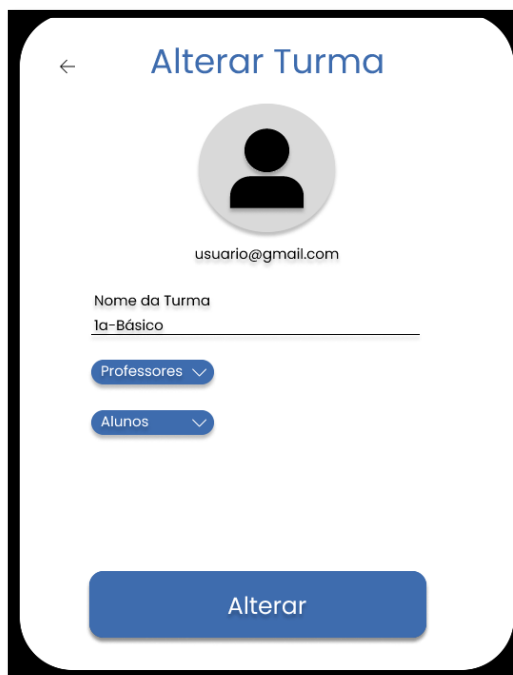 Alterar Turma
usuario@gmail.com
Nome da Turma
1a-Básico
Professores
Alunos
Alterar